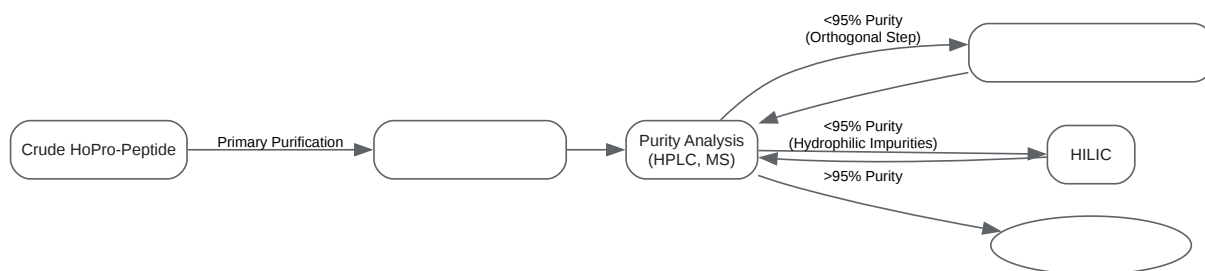 Crude HoPro-Peptide
Primary Purification
Purity Analysis
(HPLC, MS)
<95% Purity
(Orthogonal Step)
<95% Purity
(Hydrophilic Impurities)
HILIC
>95% Purity